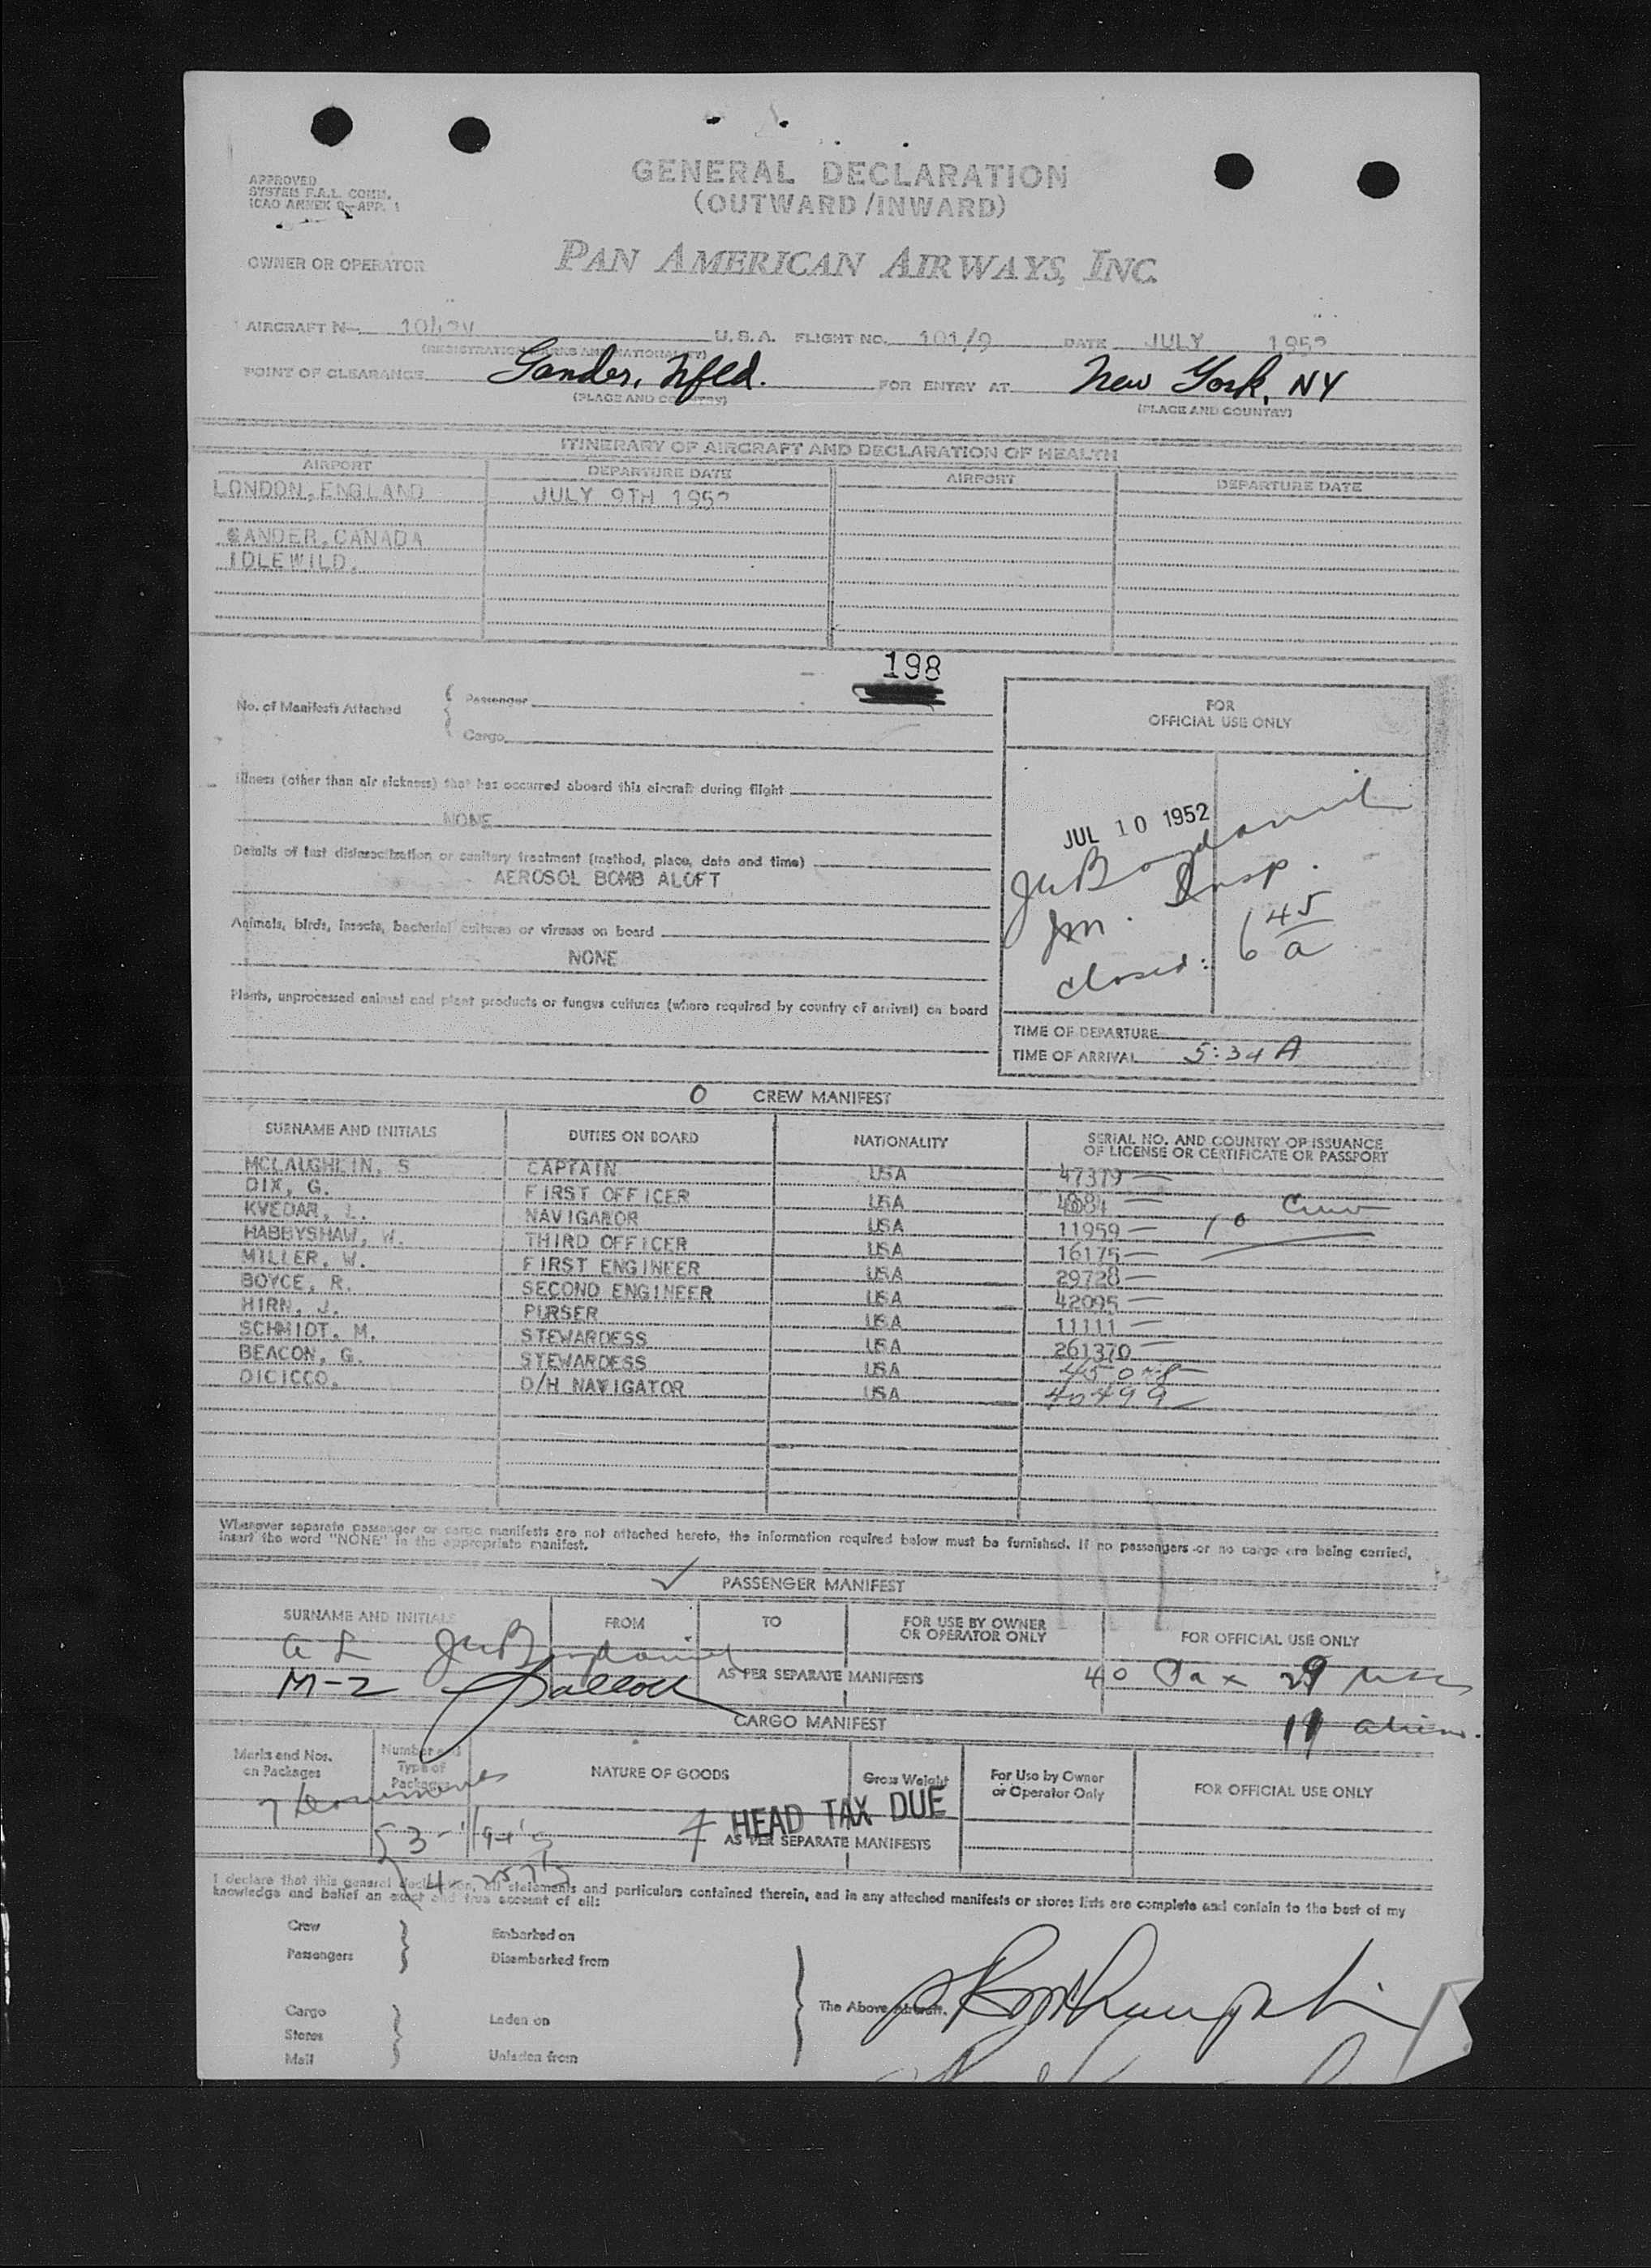 APPROVED
SYSTEM F.A.L. COMM.
ICAO ANNEX 9—APP. 1
GENERAL DECLARATION
(OUTWARD/INWARD)
OWNER OR OPERATOR
PAN AMERICAN AIRWAYS, INC.
AIRCRAFT N— 1042V U.S.A. FLIGHT NO. 101/9 DATE JULY 1952
(REGISTRATION MARKS AND NATIONALITY)
POINT OF CLEARANCE Gander, Nfld. FOR ENTRY AT New York, NY
(PLACE AND COUNTRY) (PLACE AND COUNTRY)
ITINERARY OF AIRCRAFT AND DECLARATION OF HEALTH
AIRPORT DEPARTURE DATE AIRPORT DEPARTURE DATE
LONDON, ENGLAND JULY 9TH 1952
GANDER, CANADA
IDLEWILD.
198
No. of Manifests Attached { Passenger
Cargo
FOR
OFFICIAL USE ONLY
Illness (other than air sickness) that has occurred aboard this aircraft during flight
NONE
JUL 10 1952
Details of last disinsectization or sanitary treatment (method, place, date and time)
AEROSOL BOMB ALOFT
Insp.
Im.
Animals, birds, insects, bacterial cultures or viruses on board
NONE
closed: 6 45 a
Plants, unprocessed animal and plant products or fungus cultures (where required by country of arrival) on board
TIME OF DEPARTURE
TIME OF ARRIVAL 5:34 A
0 CREW MANIFEST
SURNAME AND INITIALS DUTIES ON BOARD NATIONALITY SERIAL NO. AND COUNTRY OF ISSUANCE
OF LICENSE OR CERTIFICATE OR PASSPORT
MCLAUGHLIN, S CAPTAIN USA 47379
DIX, G. FIRST OFFICER USA
KVEDAR, L. NAVIGATOR USA 11959 10 Crew
HABBYSHAW, W. THIRD OFFICER USA 16175
MILLER, W. FIRST ENGINEER USA 29728
BOYCE, R. SECOND ENGINEER USA 42095
HIRN, J. PURSER USA 11111
SCHMIDT, M. STEWARDESS USA 261370
BEACON, G. STEWARDESS USA
DICICCO. D/H NAVIGATOR USA 40499
Wherever separate passenger or cargo manifests are not attached hereto, the information required below must be furnished. If no passengers or no cargo are being carried,
insert the word "NONE" in the appropriate manifest.
PASSENGER MANIFEST
SURNAME AND INITIALS FROM TO FOR USE BY OWNER
OR OPERATOR ONLY FOR OFFICIAL USE ONLY
M-2 AS PER SEPARATE MANIFESTS 40 Pax 29
CARGO MANIFEST 11 aliens.
Marks and Nos.
on Packages
Number and
Type of
Packages
NATURE OF GOODS Gross Weight For Use by Owner
or Operator Only FOR OFFICIAL USE ONLY
4 HEAD TAX DUE
AS PER SEPARATE MANIFESTS
I declare that this general declaration, all statements and particulars contained therein, and in any attached manifests or stores lists are complete and contain to the best of my
knowledge and belief an exact and true account of all:
Crew
Passengers
Embarked on
Disembarked from
Cargo
Stores
Mail
Laden on
Unladen from
The Above Aircraft.